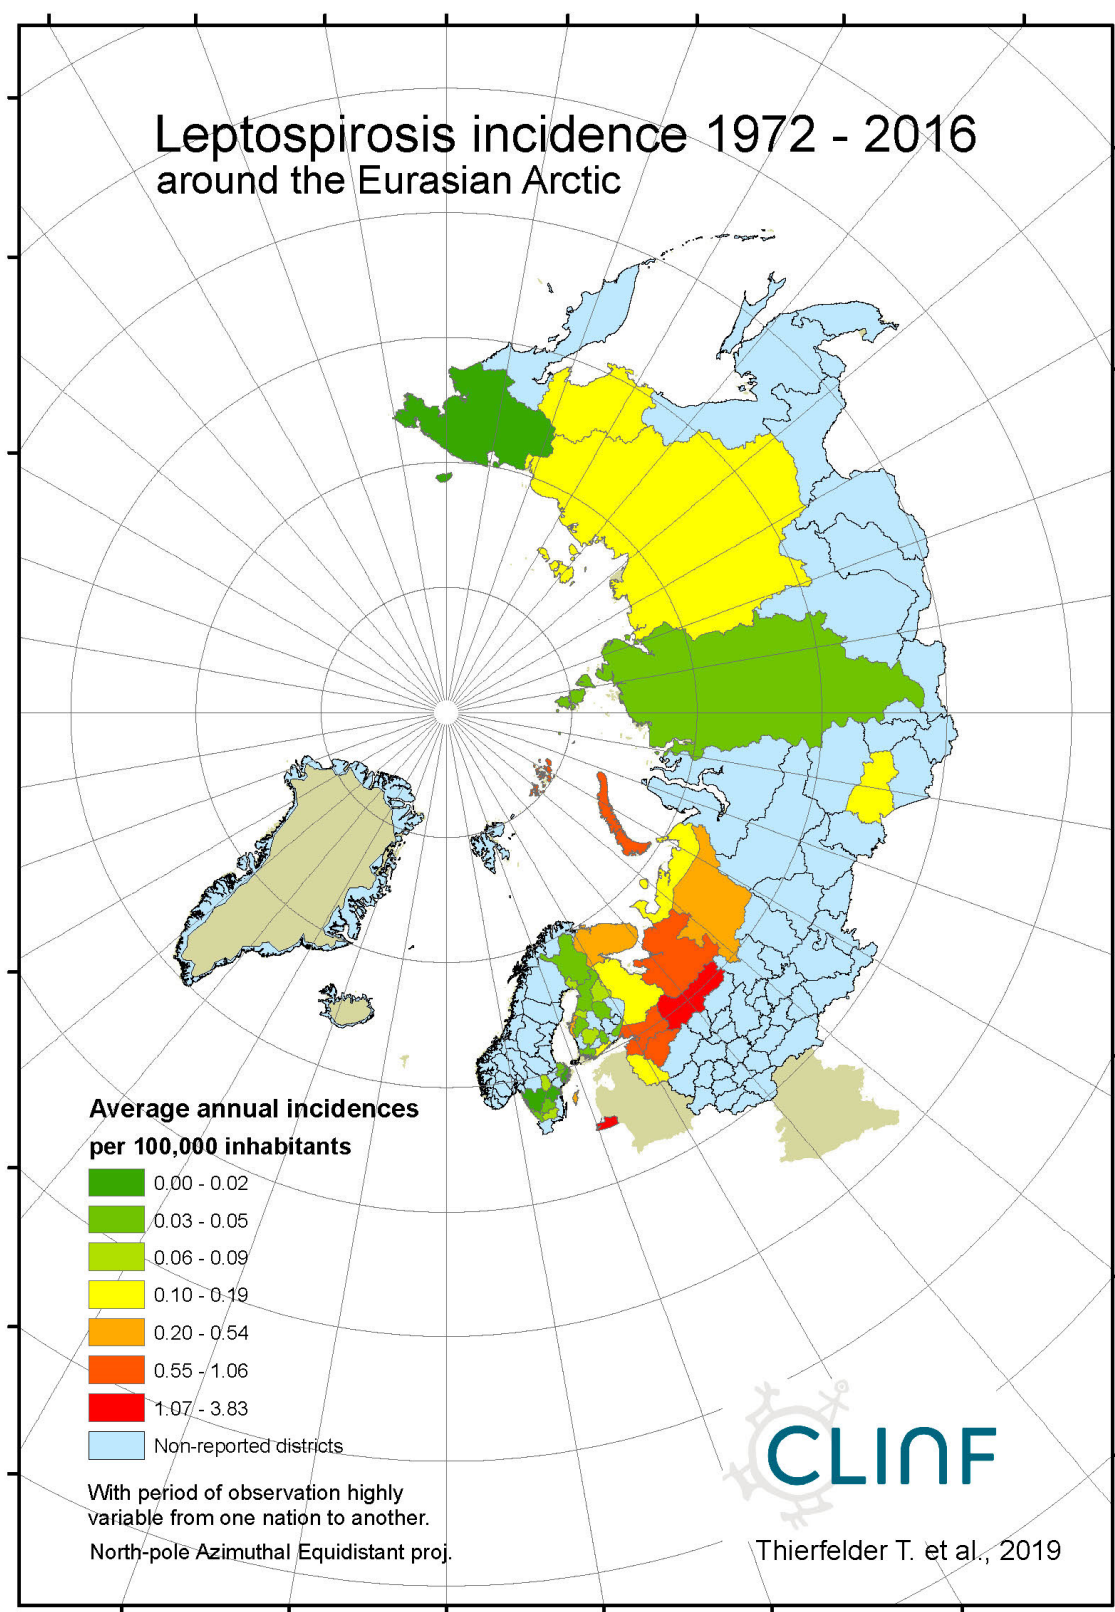 Leptospirosis incidence 1972 - 2016
around the Eurasian Arctic
Average annual incidences
per 100,000 inhabitants
0.00 - 0.02
0.03 - 0.05
0.06 - 0.09
0.10 - 0.19
0.20 - 0.54
0.55 - 1.06
1.07 - 3.83
Non-reported districts
With period of observation highly
variable from one nation to another.
North-pole Azimuthal Equidistant proj.
CLINF
Thierfelder T. et al., 2019